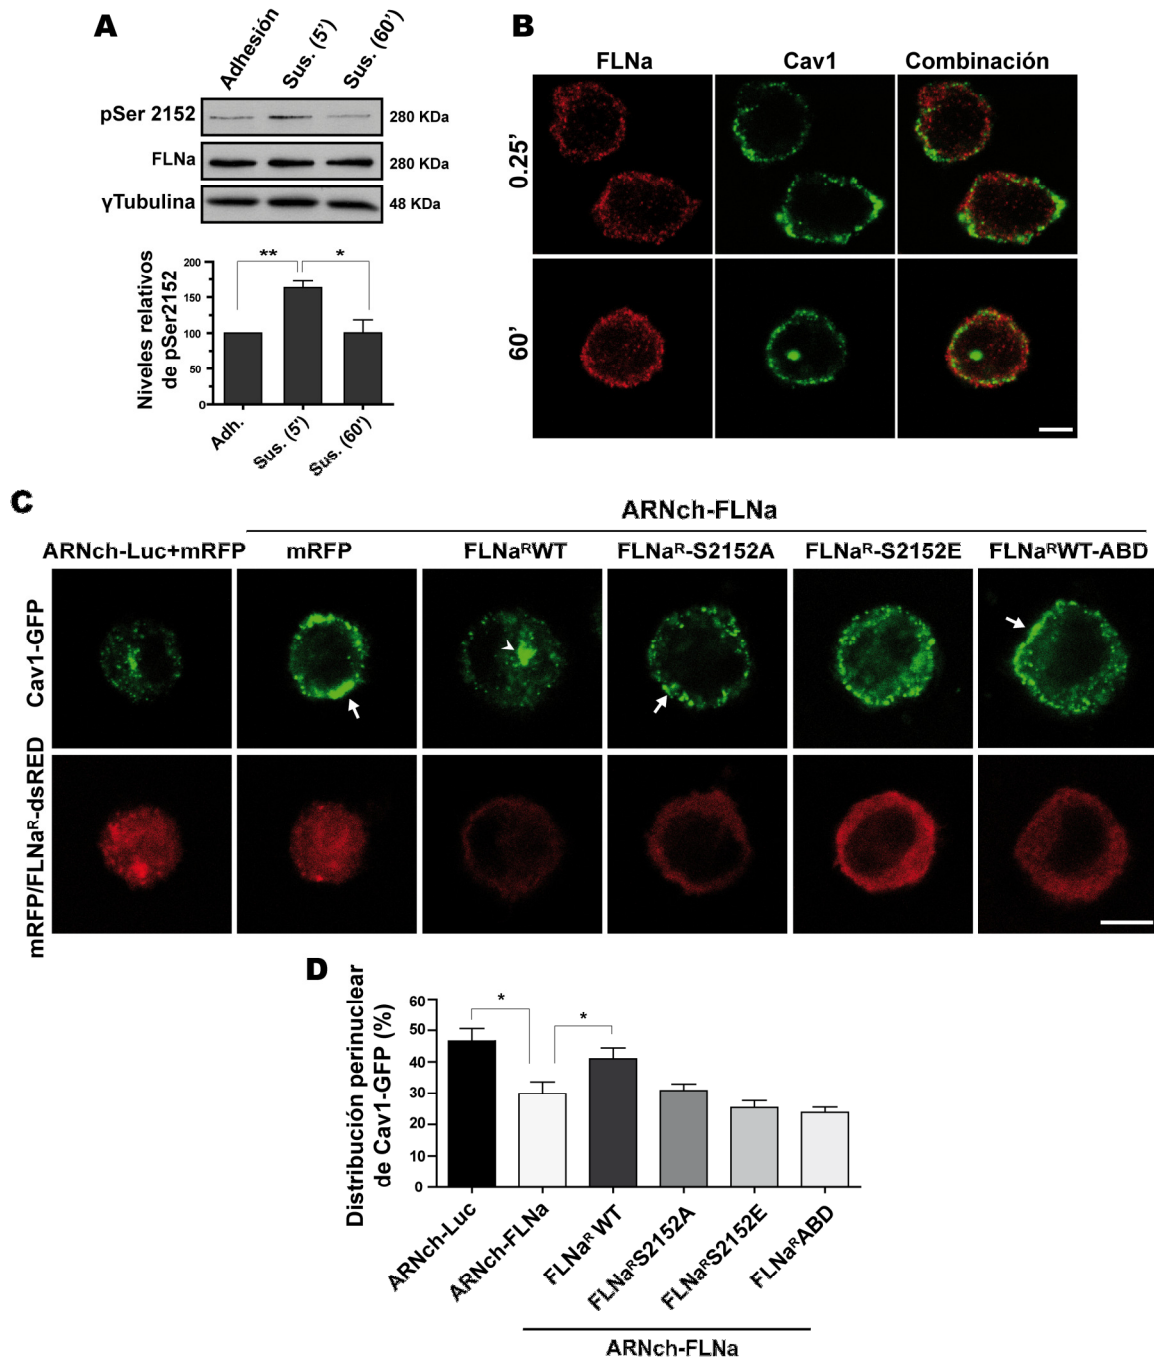 A
Adhesión
Sus. (5')
Sus. (60')
pSer 2152
280 KDa
FLNa
280 KDa
γTubulina
48 KDa
Niveles relativos
de pSer2152
200
150
100
50
0
**
*
Adh.
Sus. (5')
Sus. (60')
B
FLNa
Cav1
Combinación
0.25'
60'
C
ARNch-FLNa
ARNch-Luc+mRFP
mRFP
FLNaᴿWT
FLNaᴿ-S2152A
FLNaᴿ-S2152E
FLNaᴿWT-ABD
Cav1-GFP
mRFP/FLNaᴿ-dsRED
D
Distribución perinuclear
de Cav1-GFP (%)
60
50
40
30
20
10
0
*
*
ARNch-Luc
ARNch-FLNa
FLNaᴿ WT
FLNaᴿS2152A
FLNaᴿS2152E
FLNaᴿABD
ARNch-FLNa